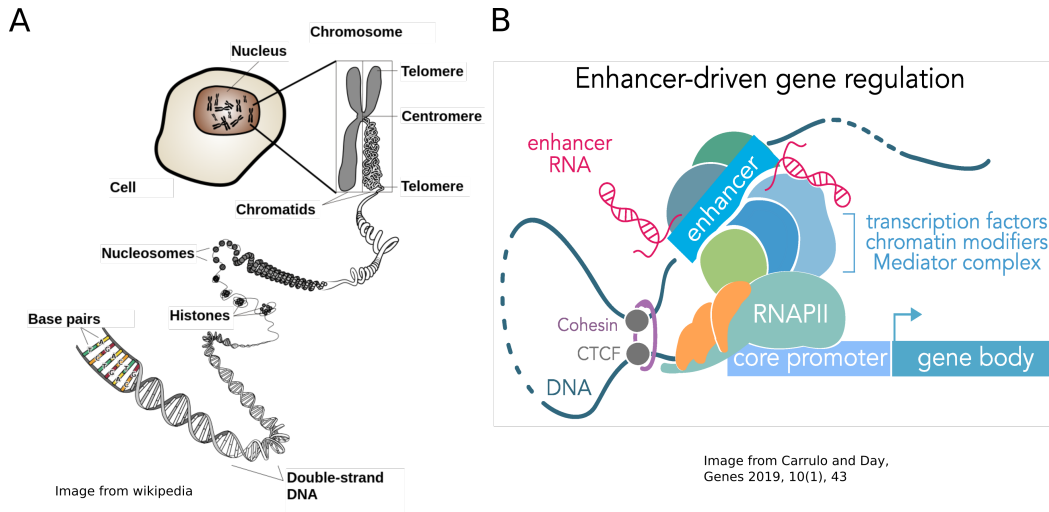 A
Chromosome
Nucleus
Telomere
Centromere
Cell
Telomere
Chromatids
Nucleosomes
Base pairs
Histones
Double-strand
DNA
Image from wikipedia
B
Enhancer-driven gene regulation
enhancer
RNA
enhancer
transcription factors
chromatin modifiers
Mediator complex
Cohesin
CTCF
RNAPII
core promoter
gene body
DNA
Image from Carrulo and Day,
Genes 2019, 10(1), 43